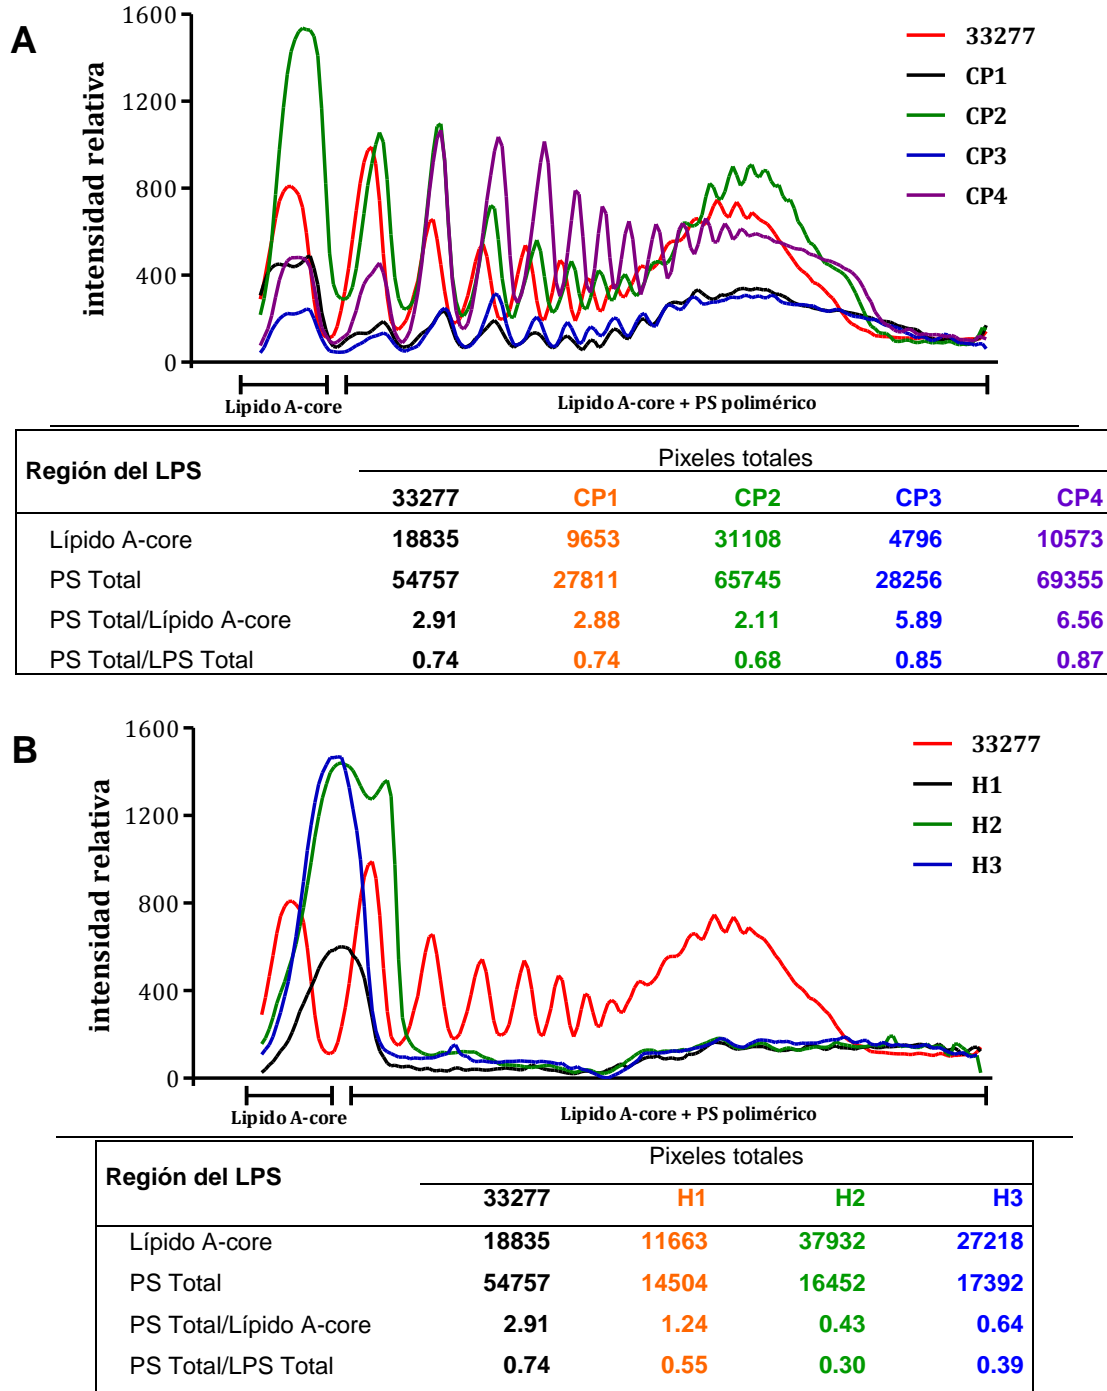 A
1600
1200
800
400
0
intensidad relativa
33277
CP1
CP2
CP3
CP4
Lipido A-core
Lipido A-core + PS polimérico
Región del LPS
Pixeles totales
33277 CP1 CP2 CP3 CP4
Lípido A-core 18835 9653 31108 4796 10573
PS Total 54757 27811 65745 28256 69355
PS Total/Lípido A-core 2.91 2.88 2.11 5.89 6.56
PS Total/LPS Total 0.74 0.74 0.68 0.85 0.87
B
1600
1200
800
400
0
intensidad relativa
33277
H1
H2
H3
Lipido A-core
Lipido A-core + PS polimérico
Región del LPS
Pixeles totales
33277 H1 H2 H3
Lípido A-core 18835 11663 37932 27218
PS Total 54757 14504 16452 17392
PS Total/Lípido A-core 2.91 1.24 0.43 0.64
PS Total/LPS Total 0.74 0.55 0.30 0.39